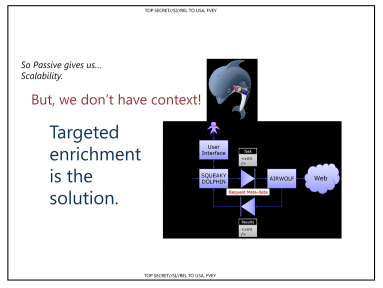 TOP SECRET//SI//REL TO USA, FVEY
So Passive gives us...
Scalability.
But, we don't have context!
Targeted
enrichment
is the
solution.
User
Interface
Task
<xml
/>
SQUEAKY
DOLPHIN
AIRWOLF
Web
Request Meta-data
Results
<xml
/>
TOP SECRET//SI//REL TO USA, FVEY